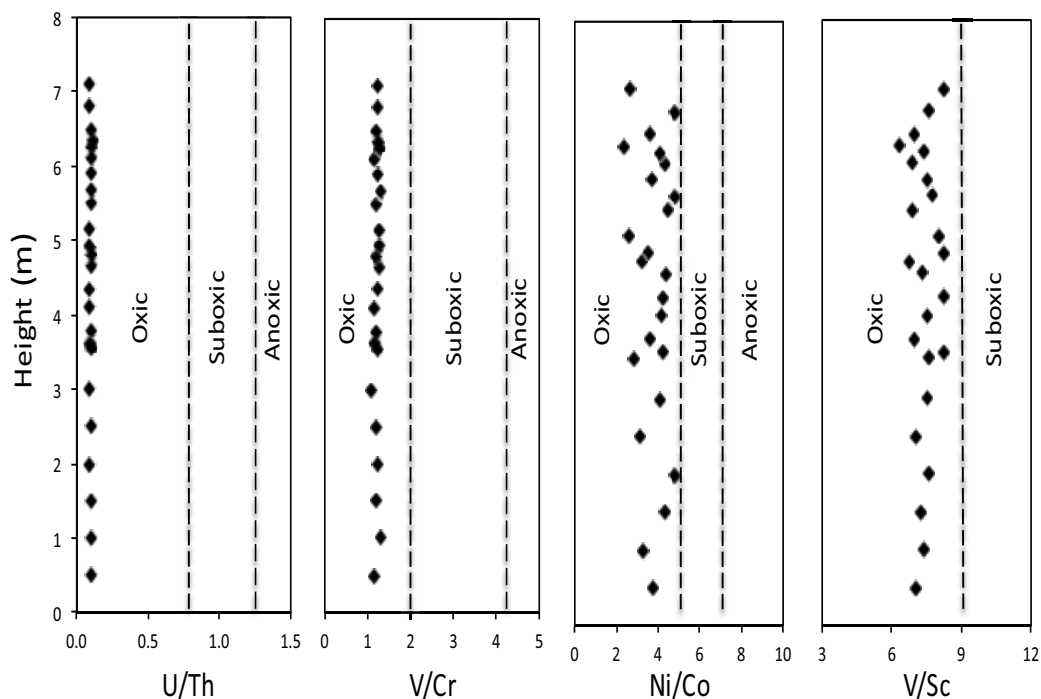 8
7
6
5
4
3
2
1
0
Height (m)
Oxic
Suboxic
Anoxic
0.0 0.5 1.0 1.5
U/Th
Oxic
Suboxic
Anoxic
0 1 2 3 4 5
V/Cr
Oxic
Suboxic
Anoxic
0 2 4 6 8 10
Ni/Co
Oxic
Suboxic
3 6 9 12
V/Sc